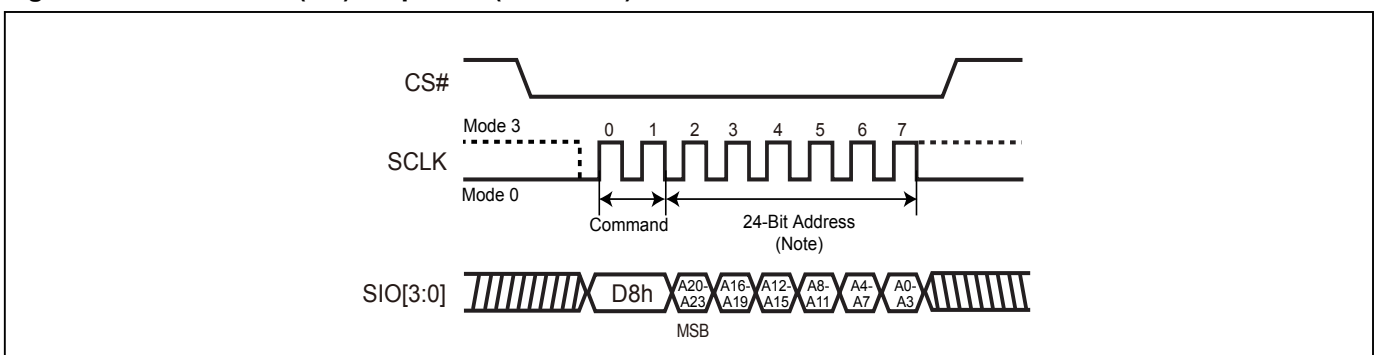 CS#
Mode 3
0 1 2 3 4 5 6 7
SCLK
Mode 0
Command
24-Bit Address
(Note)
SIO[3:0]
D8h
A20-
A23
A16-
A19
A12-
A15
A8-
A11
A4-
A7
A0-
A3
MSB